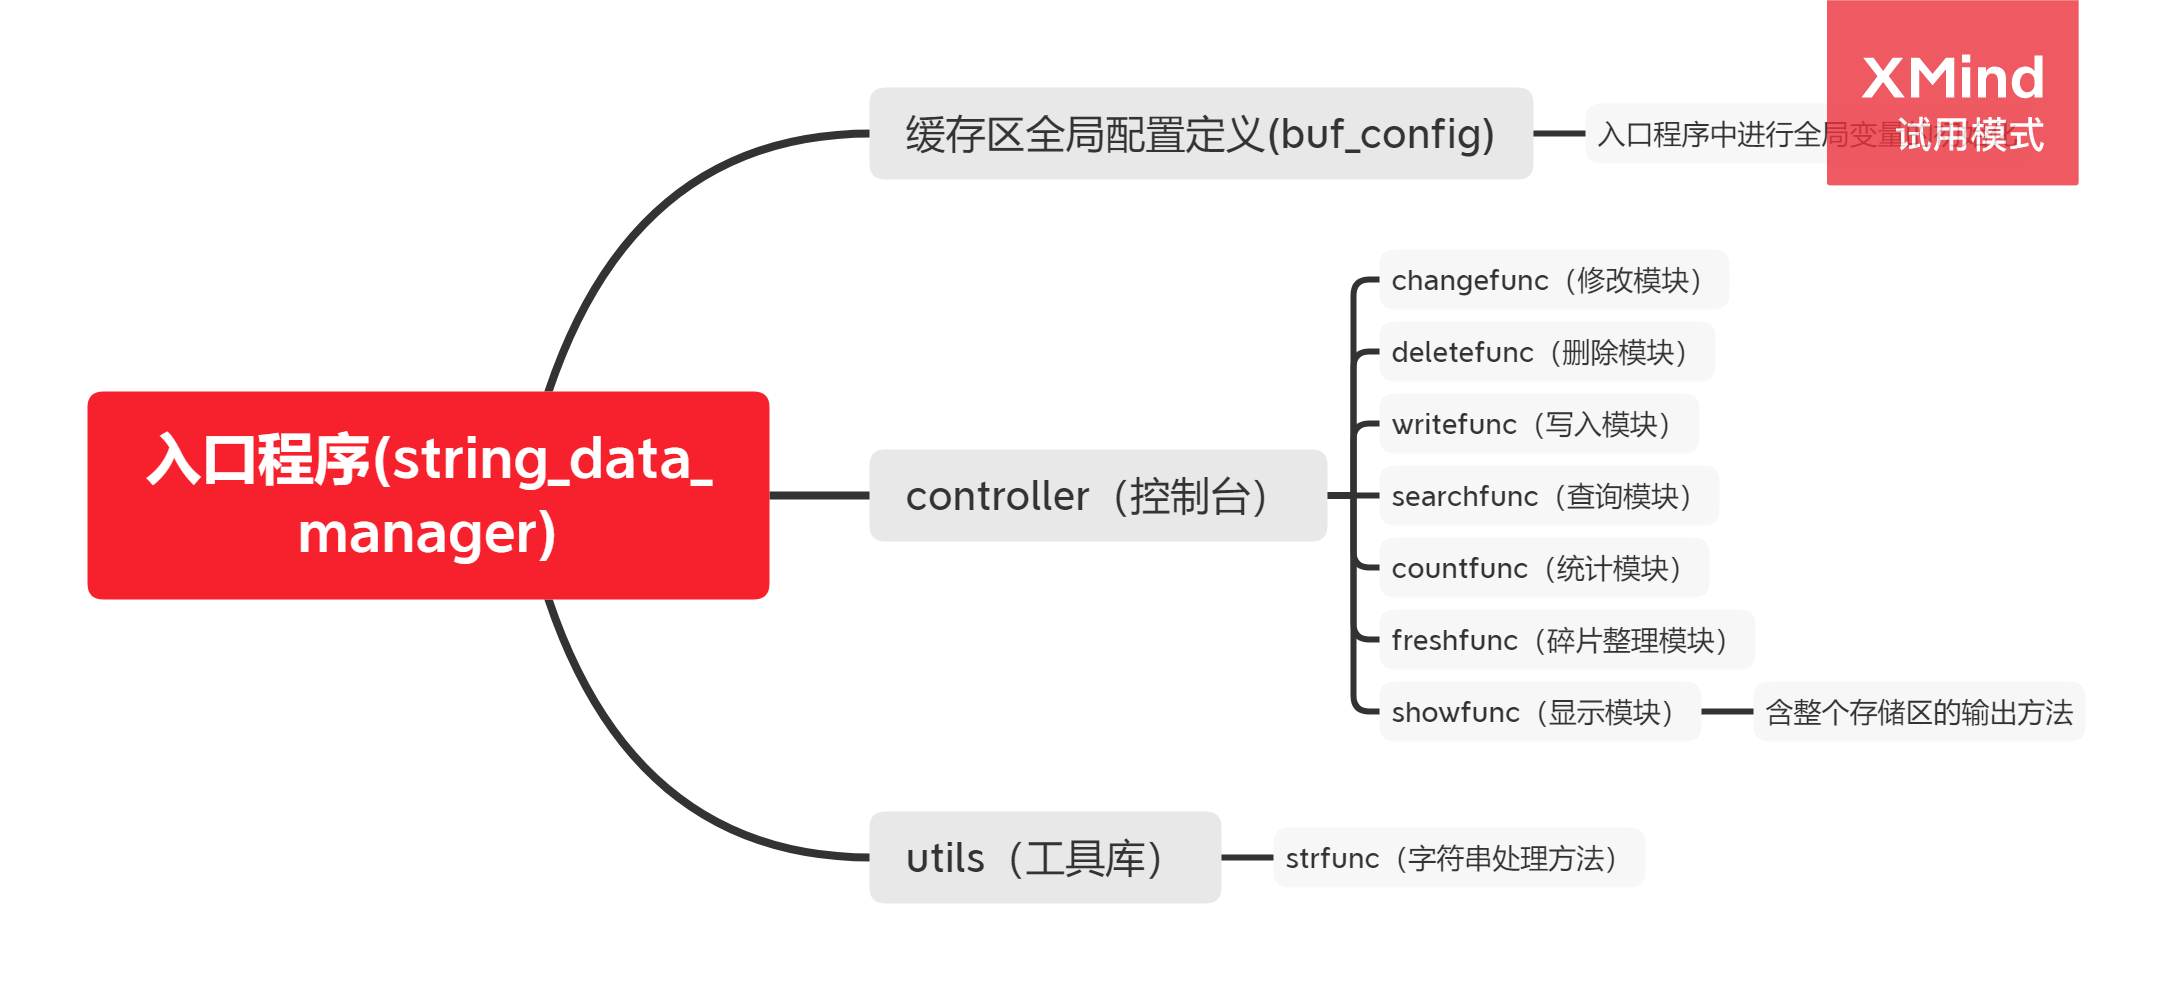 XMind
试用模式
缓存区全局配置定义(buf_config)
入口程序中进行全局变量
changefunc（修改模块）
deletefunc（删除模块）
writefunc（写入模块）
入口程序(string_data_
manager)
controller（控制台）
searchfunc（查询模块）
countfunc（统计模块）
freshfunc（碎片整理模块）
showfunc（显示模块）
含整个存储区的输出方法
utils（工具库）
strfunc（字符串处理方法）